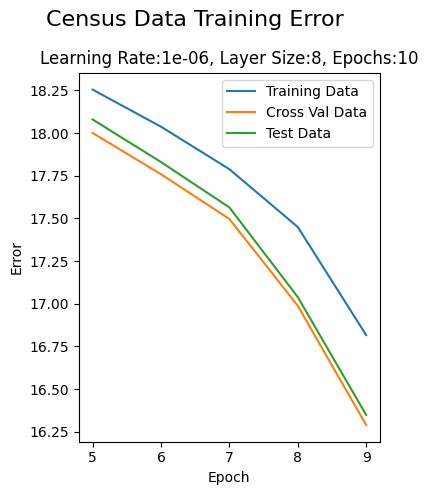 Census Data Training Error
Learning Rate:1e-06, Layer Size:8, Epochs:10
Training Data
Cross Val Data
Test Data
18.25
18.00
17.75
17.50
17.25
17.00
16.75
16.50
16.25
Error
5 6 7 8 9
Epoch